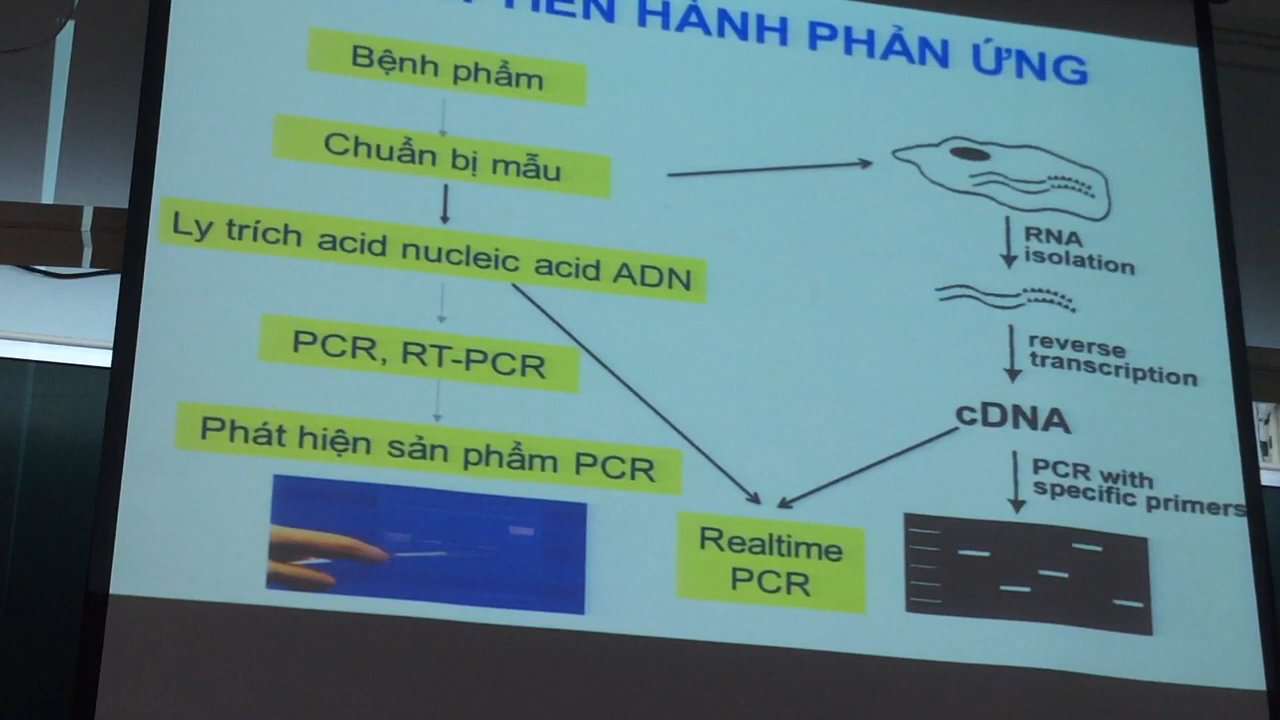 TIẾN HÀNH PHẢN ỨNG
Bệnh phẩm
Chuẩn bị mẫu
Ly trích acid nucleic acid ADN
PCR, RT-PCR
Phát hiện sản phẩm PCR
Realtime
PCR
RNA
isolation
reverse
transcription
cDNA
PCR with
specific primers